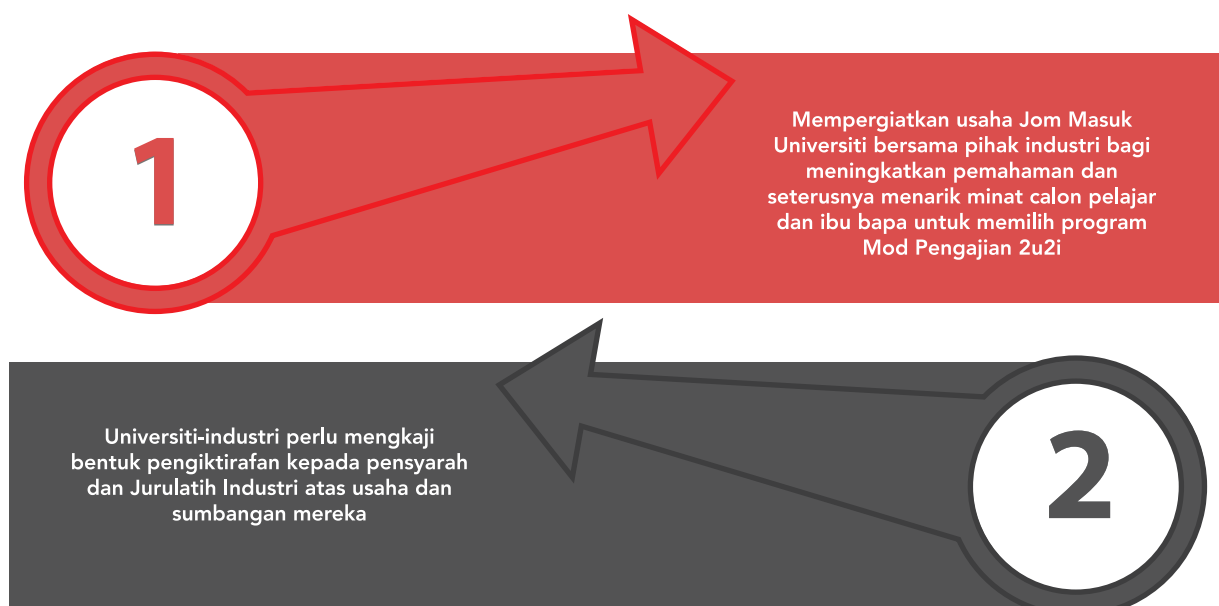 1
Mempergiatkan usaha Jom Masuk
Universiti bersama pihak industri bagi
meningkatkan pemahaman dan
seterusnya menarik minat calon pelajar
dan ibu bapa untuk memilih program
Mod Pengajian 2u2i
Universiti-industri perlu mengkaji
bentuk pengiktirafan kepada pensyarah
dan Jurulatih Industri atas usaha dan
sumbangan mereka
2